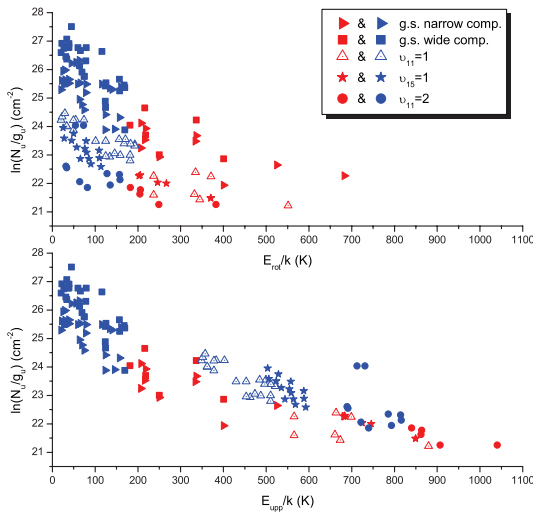 28
27
26
25
24
23
22
21
ln(Nu/gu) (cm-2)
& g.s. narrow comp.
& g.s. wide comp.
& υ11=1
& υ15=1
& υ11=2
0 100 200 300 400 500 600 700 800 900 1000 1100
Erot/k (K)
28
27
26
25
24
23
22
21
ln(Nu/gu) (cm-2)
0 100 200 300 400 500 600 700 800 900 1000 1100
Eupp/k (K)